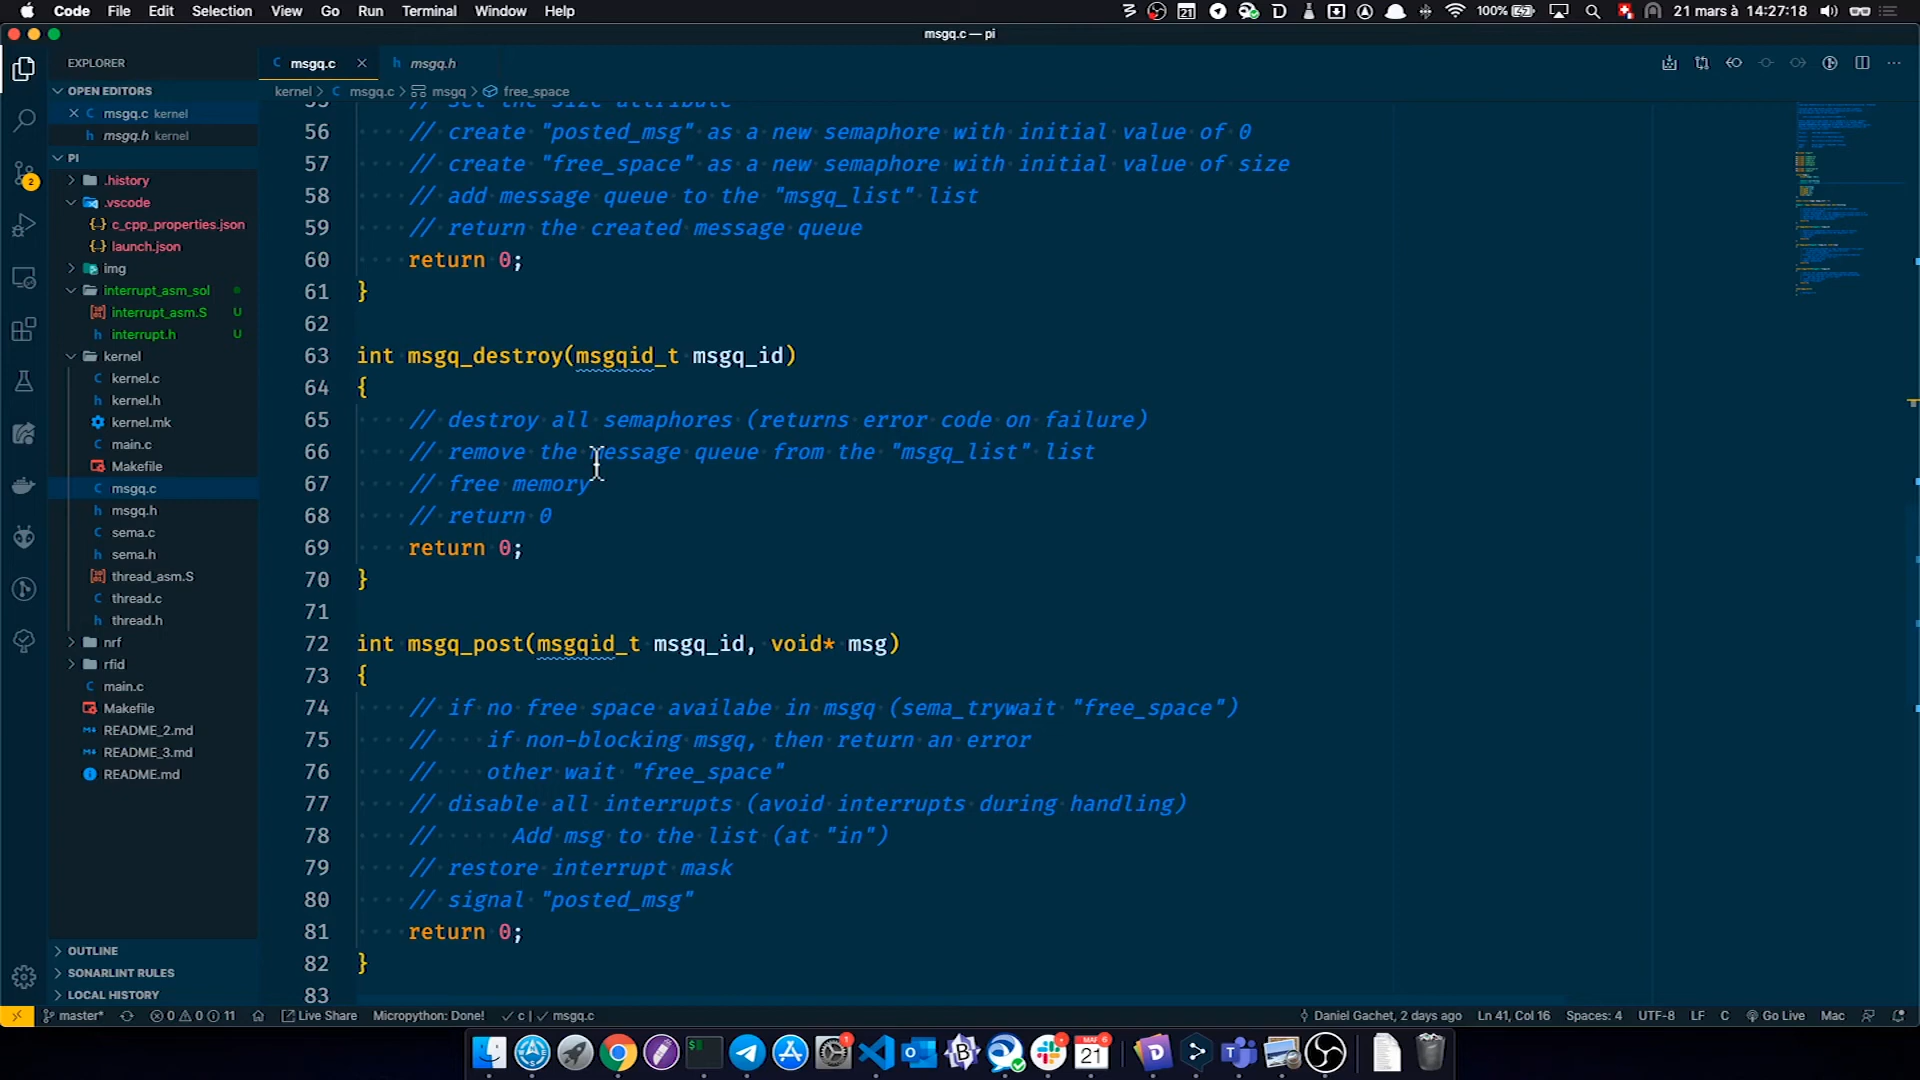 Code File Edit Selection View Go Run Terminal Window Help
100% 21 mars à 14:27:18
msgq.c — pi
EXPLORER
msgq.c
msgq.h
OPEN EDITORS
kernel > msgq.c > msgq > free_space
msgq.c kernel
msgq.h kernel
PI
.history
.vscode
c_cpp_properties.json
launch.json
img
interrupt_asm_sol
interrupt_asm.S U
interrupt.h U
kernel
kernel.c
kernel.h
kernel.mk
main.c
Makefile
msgq.c
msgq.h
sema.c
sema.h
thread_asm.S
thread.c
thread.h
nrf
rfid
main.c
Makefile
README_2.md
README_3.md
README.md
OUTLINE
SONARLINT RULES
LOCAL HISTORY
2
55 // set the size attribute
56 // create "posted_msg" as a new semaphore with initial value of 0
57 // create "free_space" as a new semaphore with initial value of size
58 // add message queue to the "msgq_list" list
59 // return the created message queue
60 return 0;
61 }
62
63 int msgq_destroy(msgqid_t msgq_id)
64 {
65 // destroy all semaphores (returns error code on failure)
66 // remove the message queue from the "msgq_list" list
67 // free memory
68 // return 0
69 return 0;
70 }
71
72 int msgq_post(msgqid_t msgq_id, void* msg)
73 {
74 // if no free space availabe in msgq (sema_trywait "free_space")
75 // if non-blocking msgq, then return an error
76 // other wait "free_space"
77 // disable all interrupts (avoid interrupts during handling)
78 // Add msg to the list (at "in")
79 // restore interrupt mask
80 // signal "posted_msg"
81 return 0;
82 }
83
master* 0 0 11 Live Share Micropython: Done! c | msgq.c Daniel Gachet, 2 days ago Ln 41, Col 16 Spaces: 4 UTF-8 LF C Go Live Mac
21